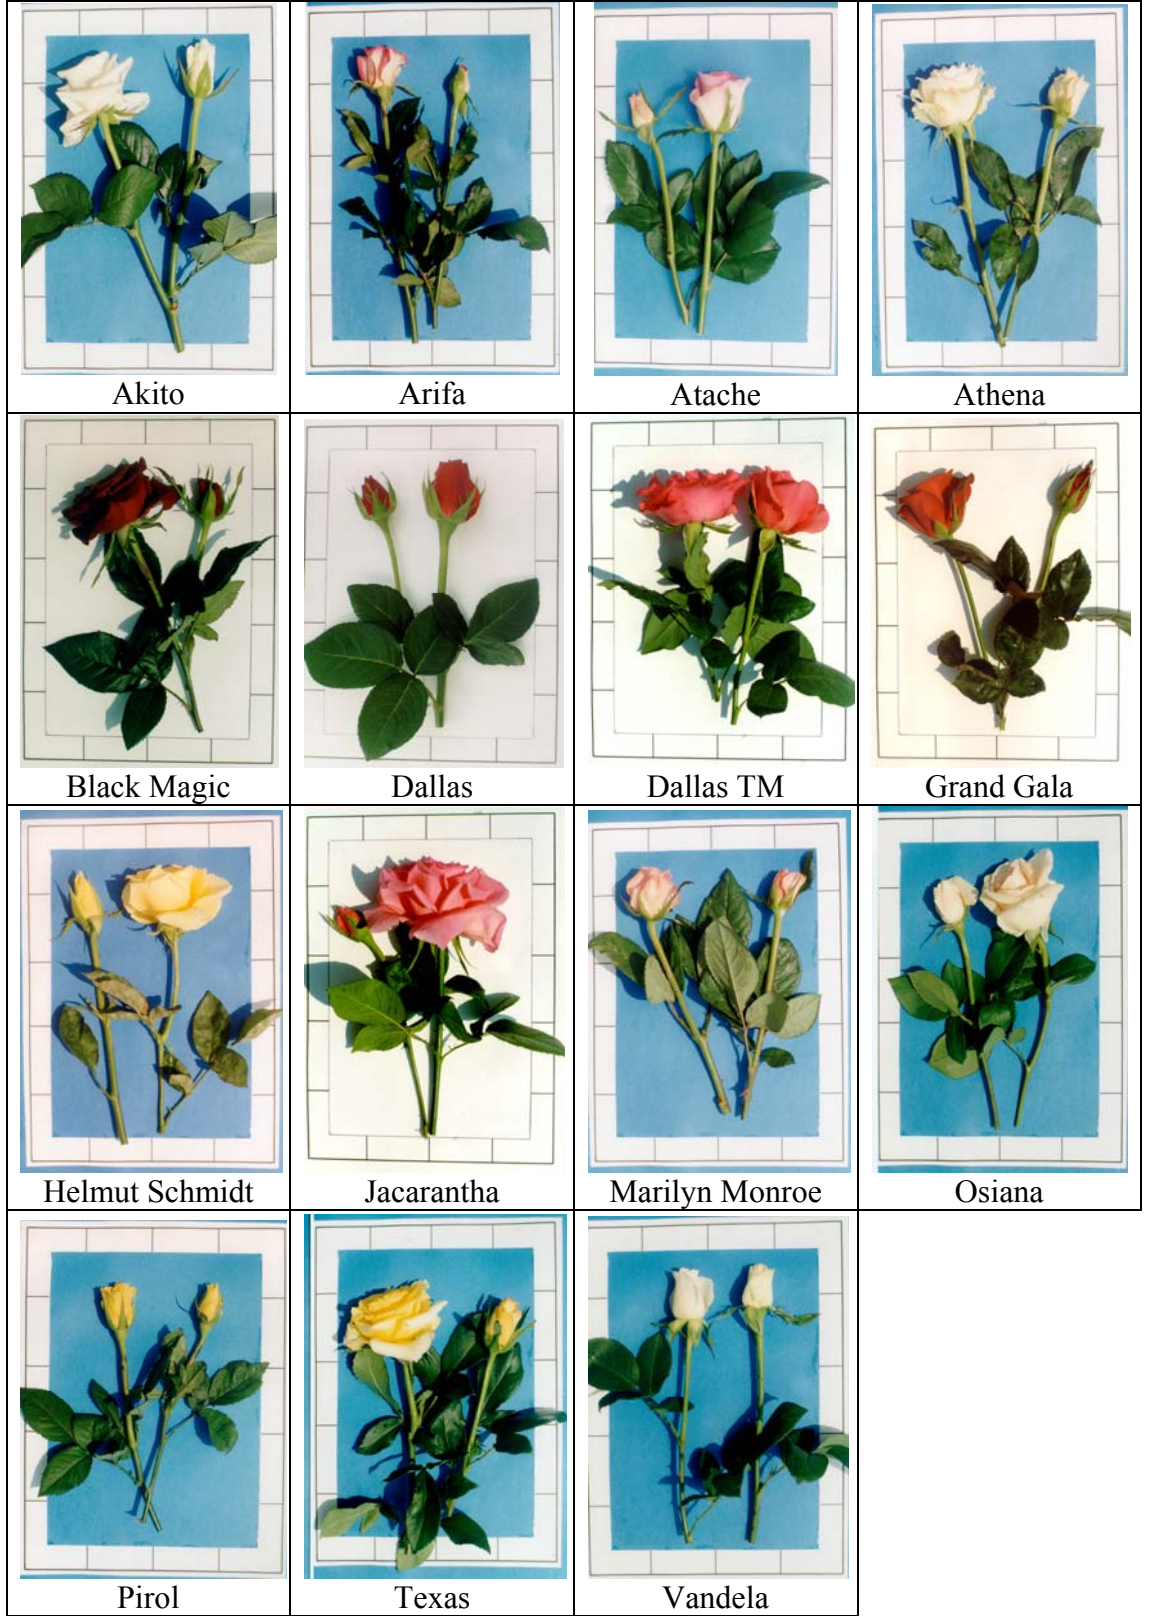 Akito
Arifa
Atache
Athena
Black Magic
Dallas
Dallas TM
Grand Gala
Helmut Schmidt
Jacarantha
Marilyn Monroe
Osiana
Pirol
Texas
Vandela